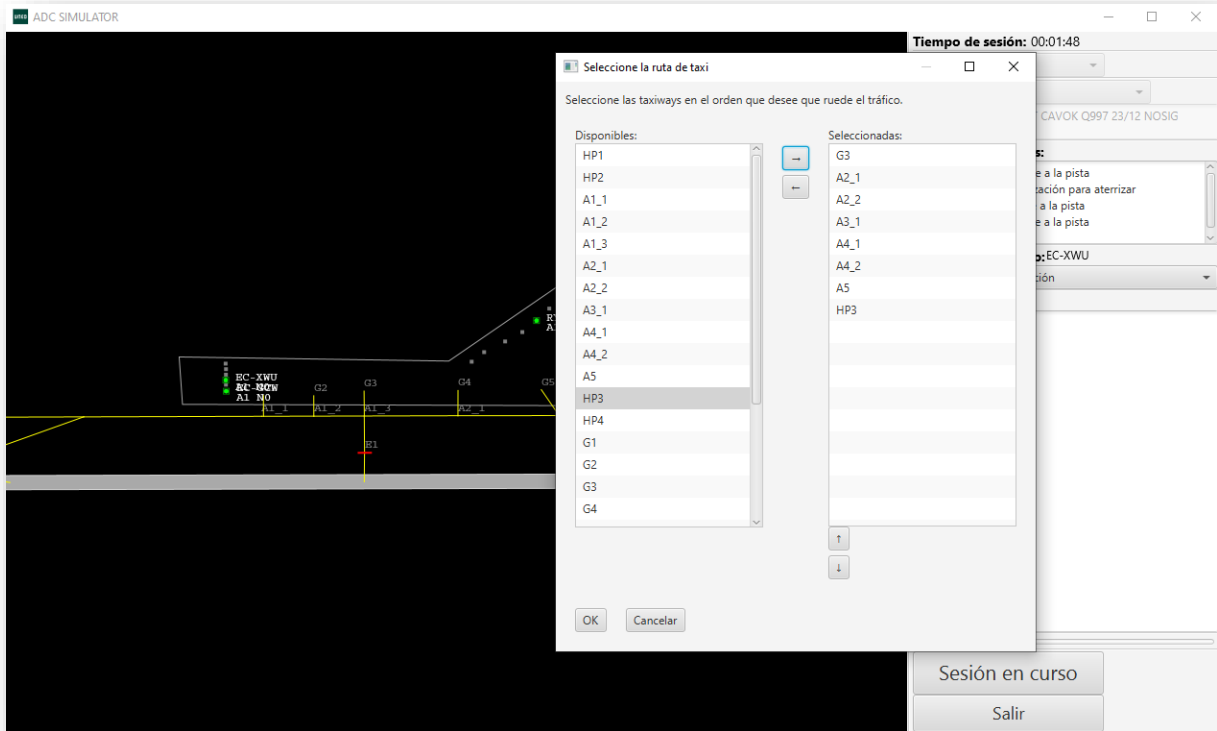 uned ADC SIMULATOR
Tiempo de sesión: 00:01:48
CAVOK Q997 23/12 NOSIG
s:
e a la pista
zación para aterrizar
a la pista
e a la pista
o:EC-XWU
ción
Sesión en curso
Salir
Seleccione la ruta de taxi
Seleccione las taxiways en el orden que desee que ruede el tráfico.
Disponibles:
HP1
HP2
A1_1
A1_2
A1_3
A2_1
A2_2
A3_1
A4_1
A4_2
A5
HP3
HP4
G1
G2
G3
G4
→
←
Seleccionadas:
G3
A2_1
A2_2
A3_1
A4_1
A4_2
A5
HP3
↑
↓
OK
Cancelar
EC-XWU
A1 N0
G2
G3
G4
G5
A1_1
A1_2
A1_3
A2_1
E1